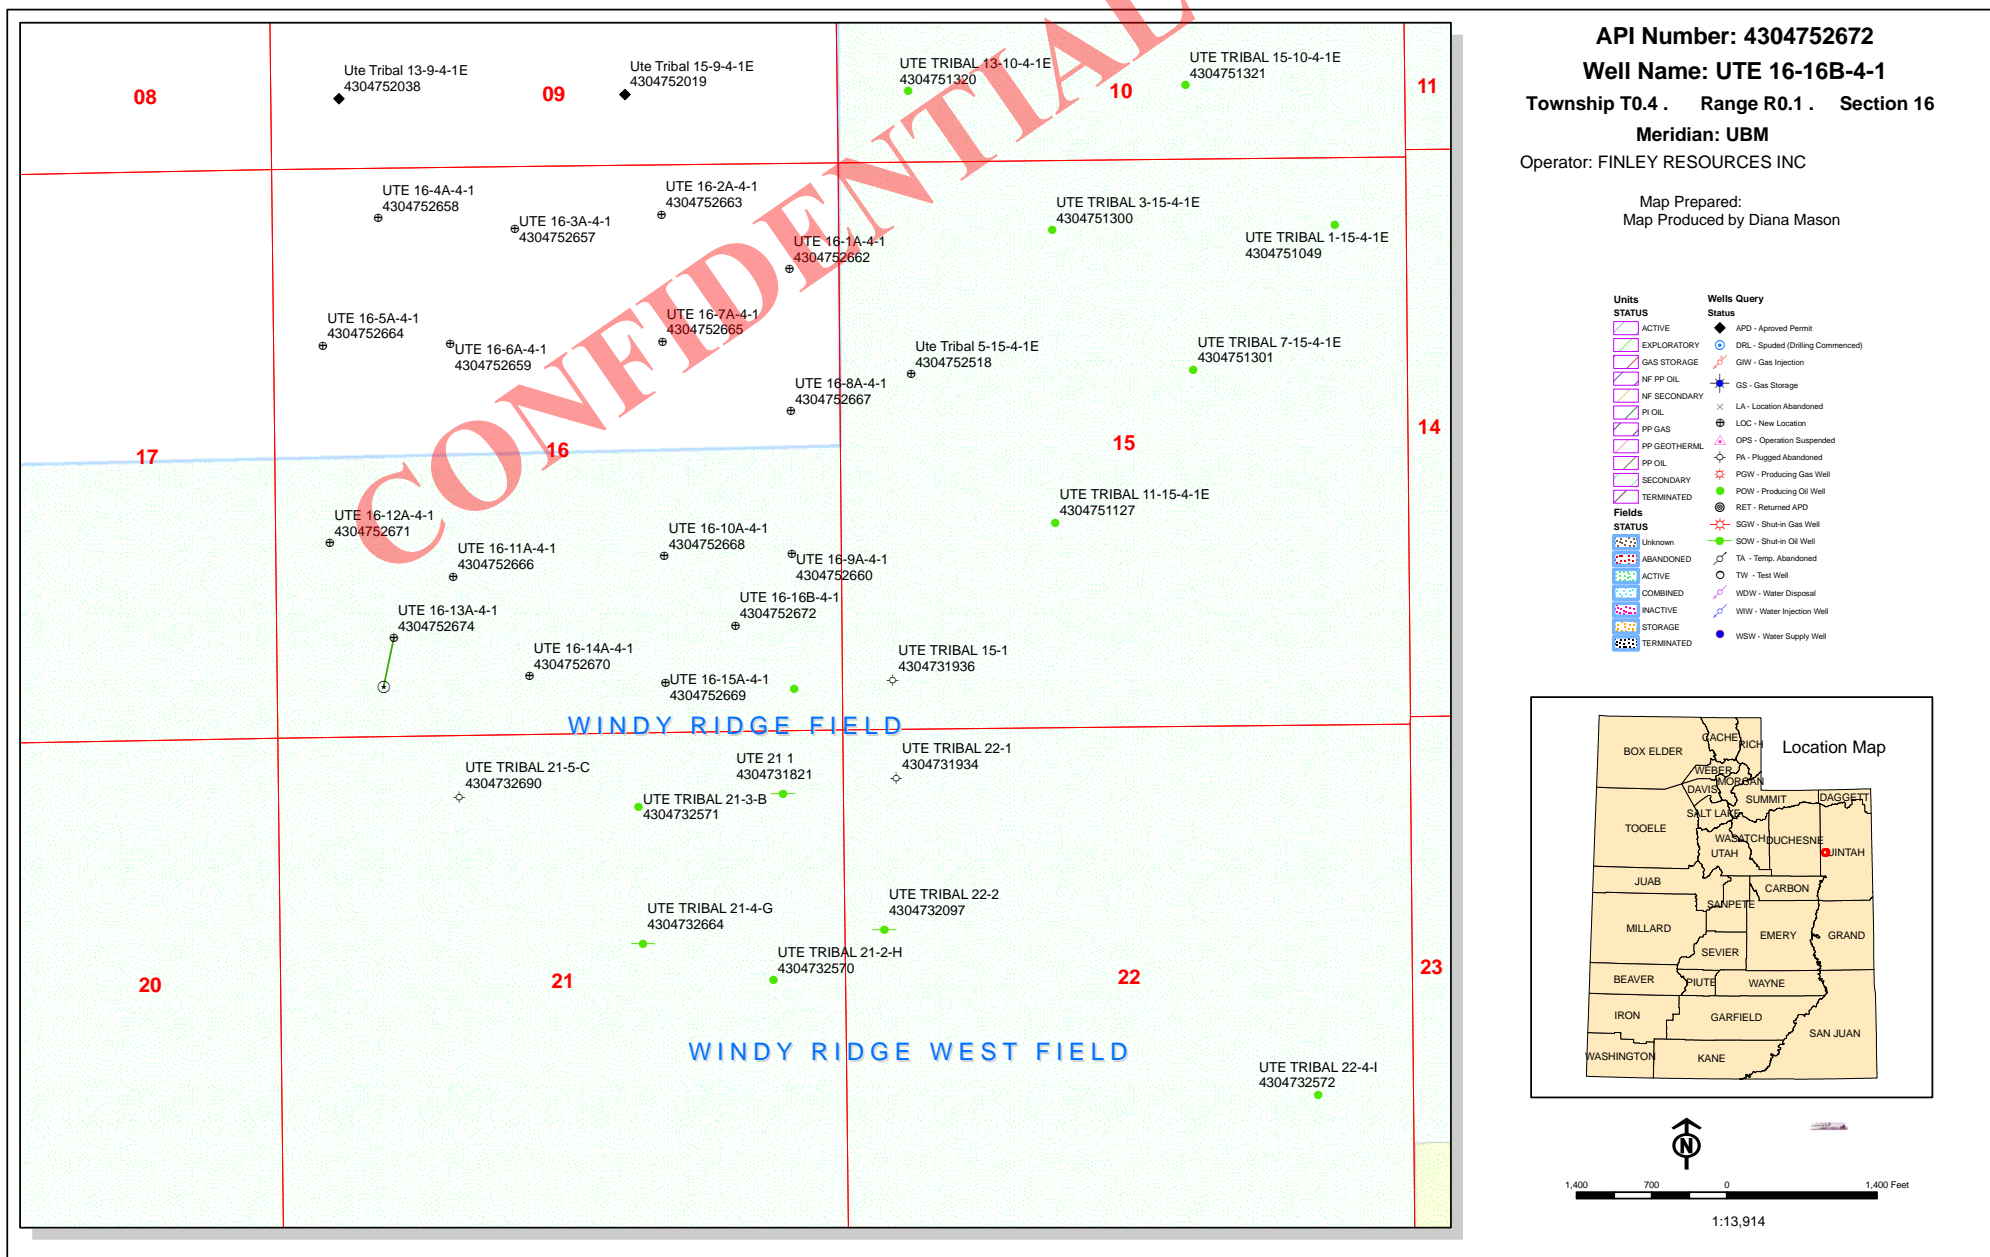 CONFIDENTIAL
08
09
10
11
Ute Tribal 13-9-4-1E
4304752038
Ute Tribal 15-9-4-1E
4304752019
UTE TRIBAL 13-10-4-1E
4304751320
UTE TRIBAL 15-10-4-1E
4304751321
UTE 16-4A-4-1
4304752658
UTE 16-3A-4-1
4304752657
UTE 16-2A-4-1
4304752663
UTE 16-1A-4-1
4304752662
UTE TRIBAL 3-15-4-1E
4304751300
UTE TRIBAL 1-15-4-1E
4304751049
UTE 16-5A-4-1
4304752664
UTE 16-6A-4-1
4304752659
UTE 16-7A-4-1
4304752665
UTE 16-8A-4-1
4304752667
Ute Tribal 5-15-4-1E
4304752518
UTE TRIBAL 7-15-4-1E
4304751301
17
16
15
14
UTE 16-12A-4-1
4304752671
UTE 16-11A-4-1
4304752666
UTE 16-10A-4-1
4304752668
UTE 16-9A-4-1
4304752660
UTE TRIBAL 11-15-4-1E
4304751127
UTE 16-13A-4-1
4304752674
UTE 16-16B-4-1
4304752672
UTE 16-14A-4-1
4304752670
UTE 16-15A-4-1
4304752669
UTE TRIBAL 15-1
4304731936
WINDY RIDGE FIELD
UTE TRIBAL 21-5-C
4304732690
UTE 21 1
4304731821
UTE TRIBAL 22-1
4304731934
UTE TRIBAL 21-3-B
4304732571
UTE TRIBAL 21-4-G
4304732664
UTE TRIBAL 22-2
4304732097
UTE TRIBAL 21-2-H
4304732570
20
21
22
23
WINDY RIDGE WEST FIELD
UTE TRIBAL 22-4-I
4304732572
API Number: 4304752672
Well Name: UTE 16-16B-4-1
Township T0.4 . Range R0.1 . Section 16
Meridian: UBM
Operator: FINLEY RESOURCES INC
Map Prepared:
Map Produced by Diana Mason
Units
STATUS
ACTIVE
EXPLORATORY
GAS STORAGE
NF PP OIL
NF SECONDARY
PI OIL
PP GAS
PP GEOTHERML
PP OIL
SECONDARY
TERMINATED
Fields
STATUS
Unknown
ABANDONED
ACTIVE
COMBINED
INACTIVE
STORAGE
TERMINATED
Wells Query
Status
APD - Aproved Permit
DRL - Spuded (Drilling Commenced)
GIW - Gas Injection
GS - Gas Storage
LA - Location Abandoned
LOC - New Location
OPS - Operation Suspended
PA - Plugged Abandoned
PGW - Producing Gas Well
POW - Producing Oil Well
RET - Returned APD
SGW - Shut-in Gas Well
SOW - Shut-in Oil Well
TA - Temp. Abandoned
TW - Test Well
WDW - Water Disposal
WIW - Water Injection Well
WSW - Water Supply Well
Location Map
BOX ELDER
CACHE
RICH
WEBER
MORGAN
DAVIS
SUMMIT
DAGGETT
SALT LAKE
TOOELE
WASATCH
DUCHESNE
UINTAH
UTAH
JUAB
CARBON
SANPETE
MILLARD
EMERY
GRAND
SEVIER
BEAVER
PIUTE
WAYNE
IRON
GARFIELD
SAN JUAN
WASHINGTON
KANE
N
1,400 700 0 1,400 Feet
1:13,914